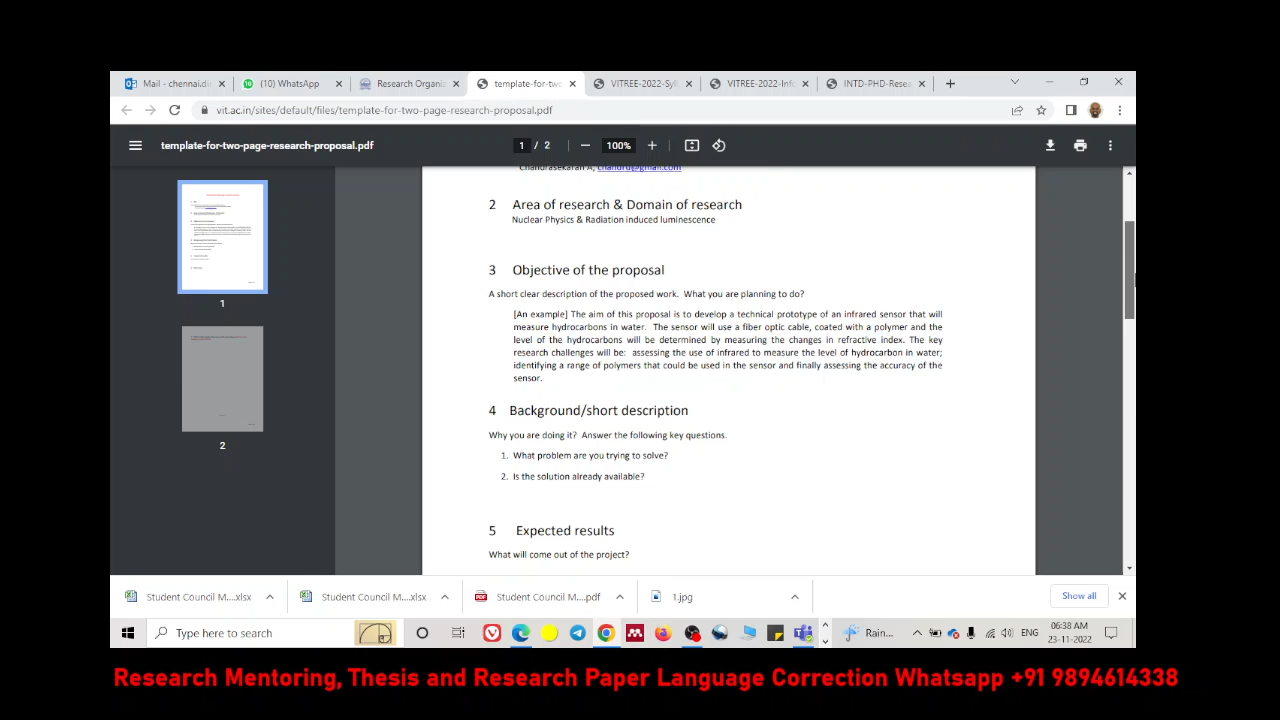 Mail - chennai.di
(10) WhatsApp
Research Organiz
template-for-two
VITREE-2022-Syll
VITREE-2022-Info
INTD-PHD-Resea
vit.ac.in/sites/default/files/template-for-two-page-research-proposal.pdf
template-for-two-page-research-proposal.pdf
1 / 2
100%
Chandrasekaran A, chandru@gmail.com
2 Area of research & Domain of research
Nuclear Physics & Radiation induced luminescence
3 Objective of the proposal
A short clear description of the proposed work. What you are planning to do?
[An example] The aim of this proposal is to develop a technical prototype of an infrared sensor that will
measure hydrocarbons in water. The sensor will use a fiber optic cable, coated with a polymer and the
level of the hydrocarbons will be determined by measuring the changes in refractive index. The key
research challenges will be: assessing the use of infrared to measure the level of hydrocarbon in water;
identifying a range of polymers that could be used in the sensor and finally assessing the accuracy of the
sensor.
4 Background/short description
Why you are doing it? Answer the following key questions.
1. What problem are you trying to solve?
2. Is the solution already available?
5 Expected results
What will come out of the project?
1
2
Student Council M....xlsx
Student Council M....xlsx
Student Council M....pdf
1.jpg
Show all
Type here to search
Rain...
ENG
06:38 AM
23-11-2022
Research Mentoring, Thesis and Research Paper Language Correction Whatsapp +91 9894614338